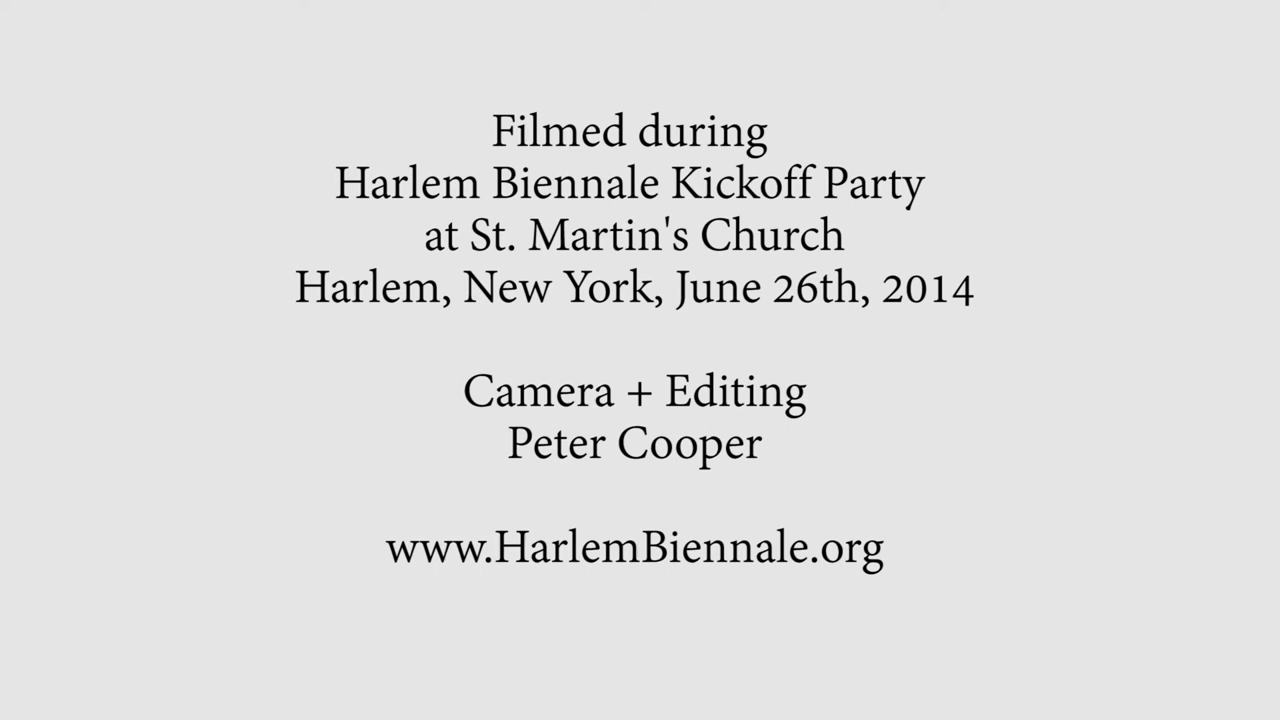 Filmed during
Harlem Biennale Kickoff Party
at St. Martin's Church
Harlem, New York, June 26th, 2014
Camera + Editing
Peter Cooper
www.HarlemBiennale.org